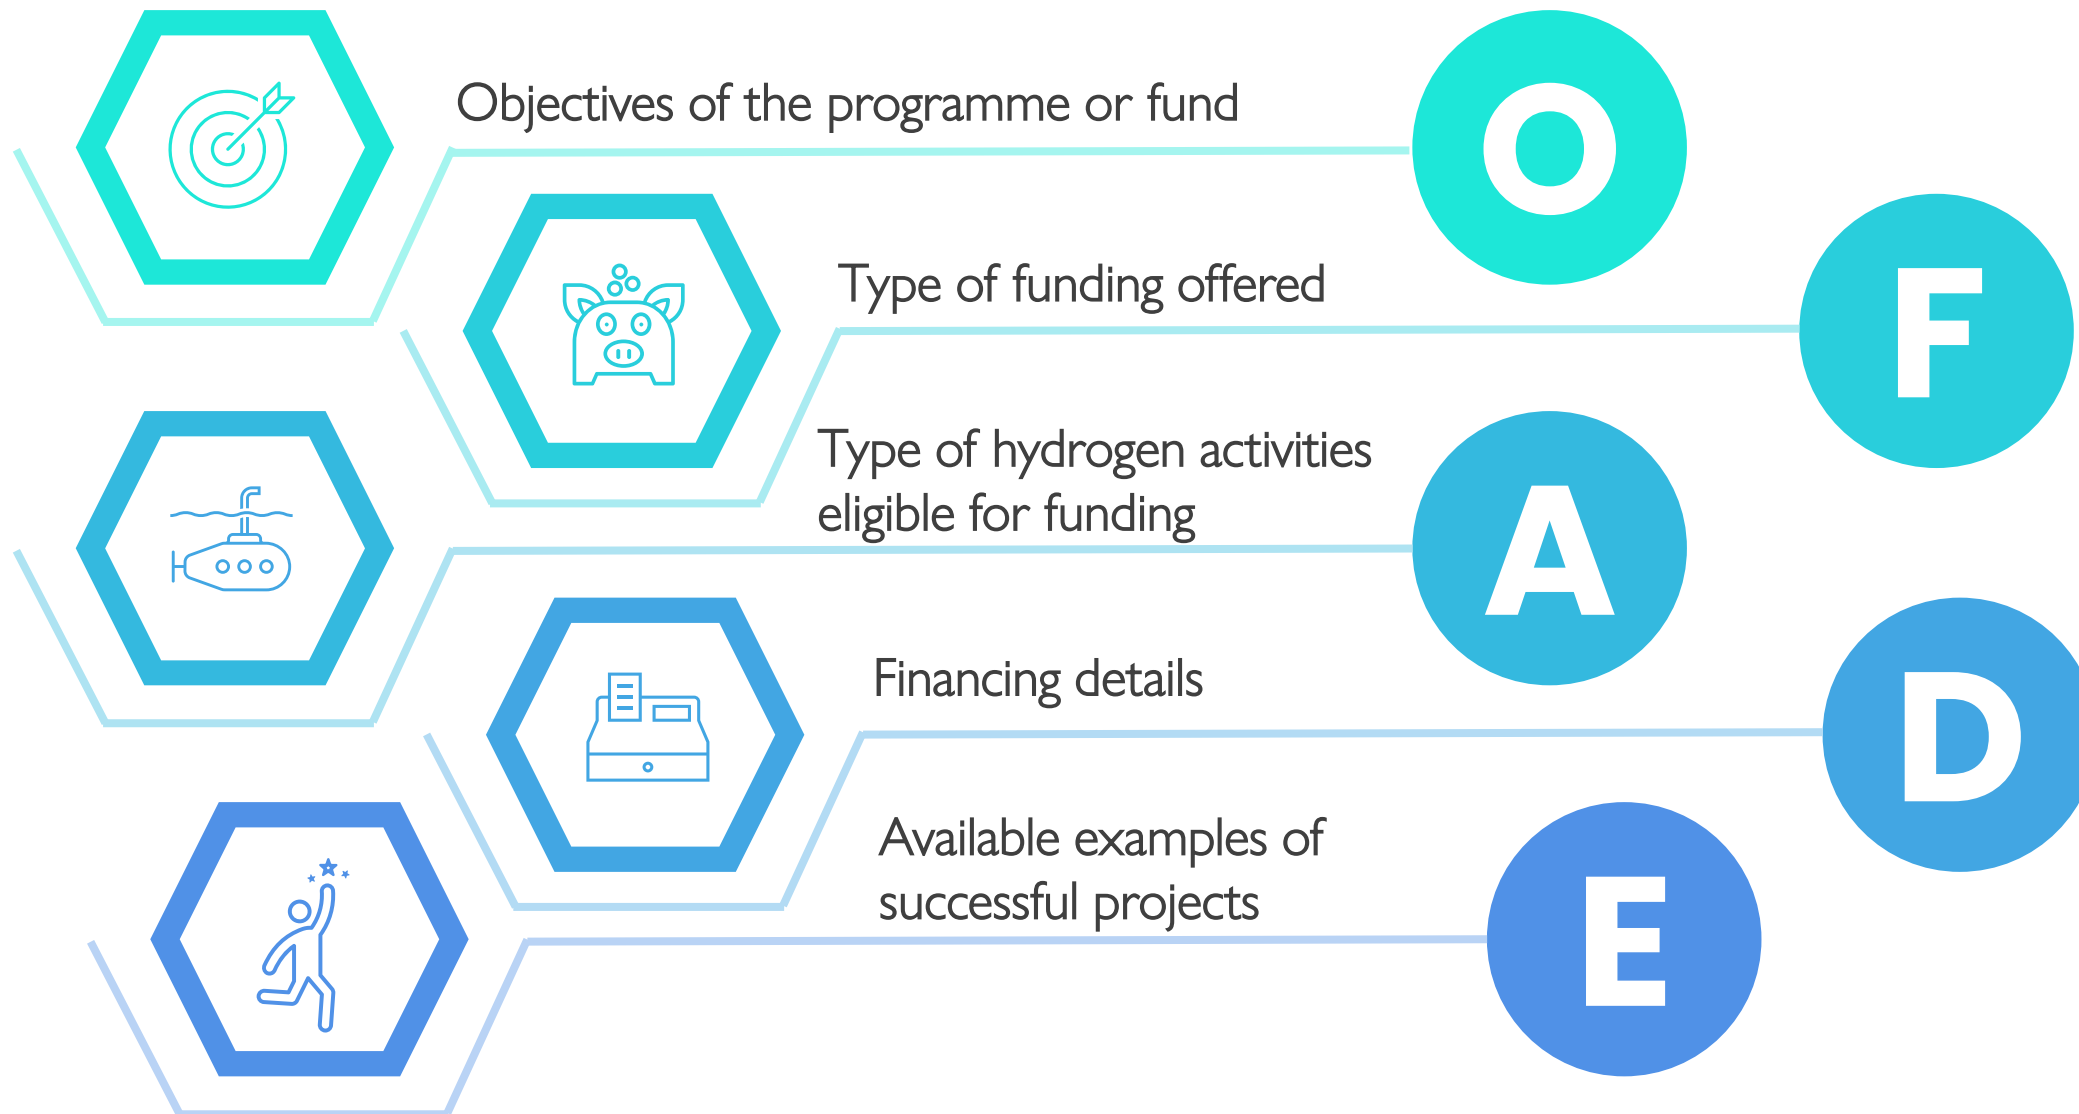 Objectives of the programme or fund
O
Type of funding offered
F
Type of hydrogen activities
eligible for funding
A
Financing details
D
Available examples of
successful projects
E